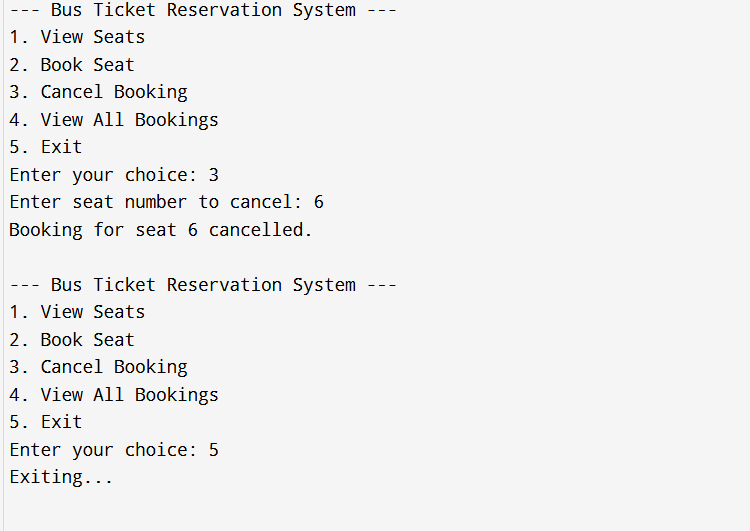 --- Bus Ticket Reservation System ---
1. View Seats
2. Book Seat
3. Cancel Booking
4. View All Bookings
5. Exit
Enter your choice: 3
Enter seat number to cancel: 6
Booking for seat 6 cancelled.

--- Bus Ticket Reservation System ---
1. View Seats
2. Book Seat
3. Cancel Booking
4. View All Bookings
5. Exit
Enter your choice: 5
Exiting...